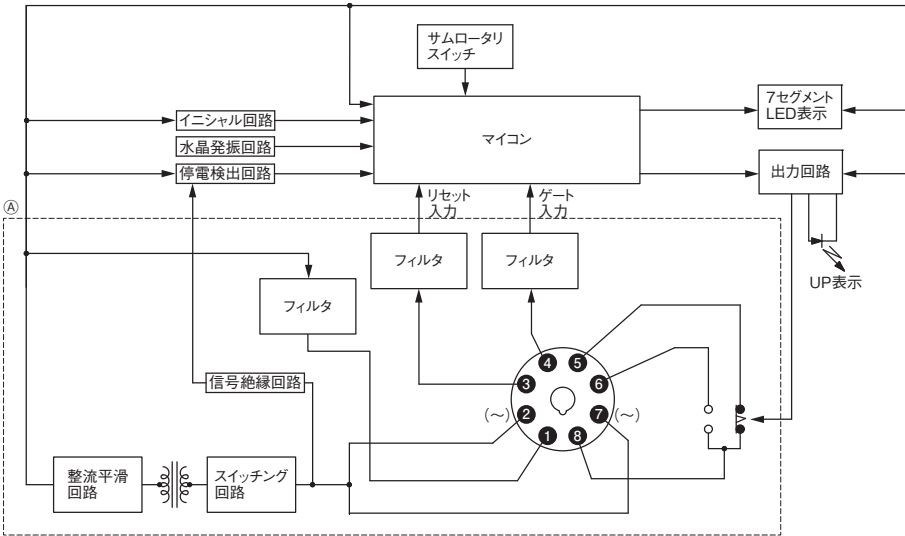 サムロータリ
スイッチ
7セグメント
LED表示
イニシャル回路
水晶発振回路
停電検出回路
マイコン
出力回路
リセット
入力
ゲート
入力
Ⓐ
フィルタ
フィルタ
フィルタ
UP表示
信号絶縁回路
4
5
3
6
(～)
2
7
(～)
1
8
整流平滑
回路
スイッチング
回路